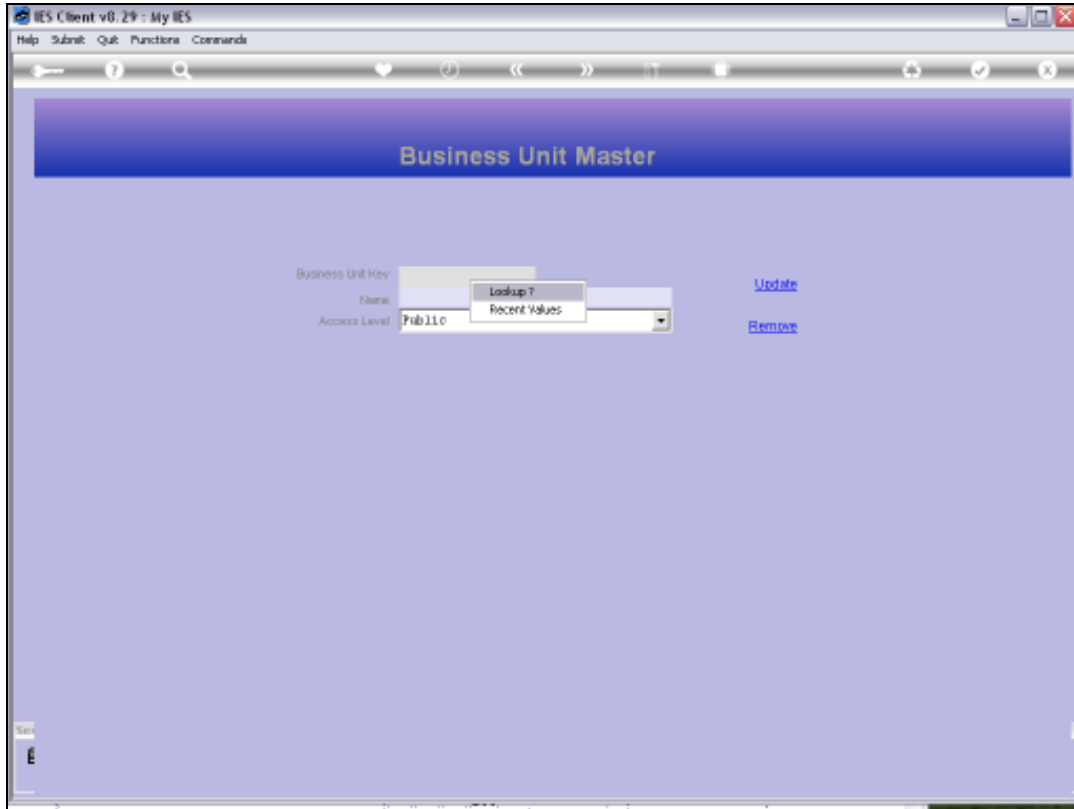 IES Client v8.29 : My IES
Help Submit Quit Functions Commands
Business Unit Master
Business Unit Key
Lookup ?
Update
Name
Recent Values
Access Level Public
Remove